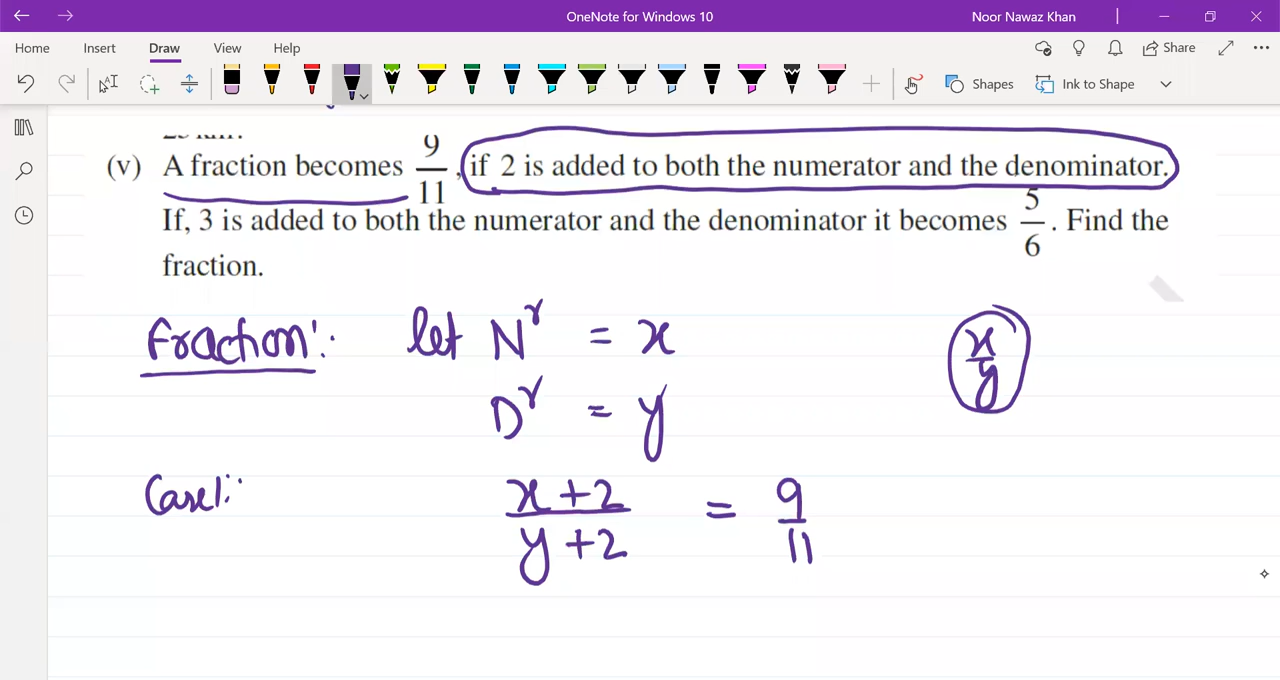 OneNote for Windows 10
Noor Nawaz Khan
Home Insert Draw View Help
Share
Shapes
Ink to Shape
(v) A fraction becomes 9/11, if 2 is added to both the numerator and the denominator.
If, 3 is added to both the numerator and the denominator it becomes 5/6. Find the
fraction.
Fraction: let Nʳ = x
x/y
Dʳ = y
Case1: (x+2)/(y+2) = 9/11